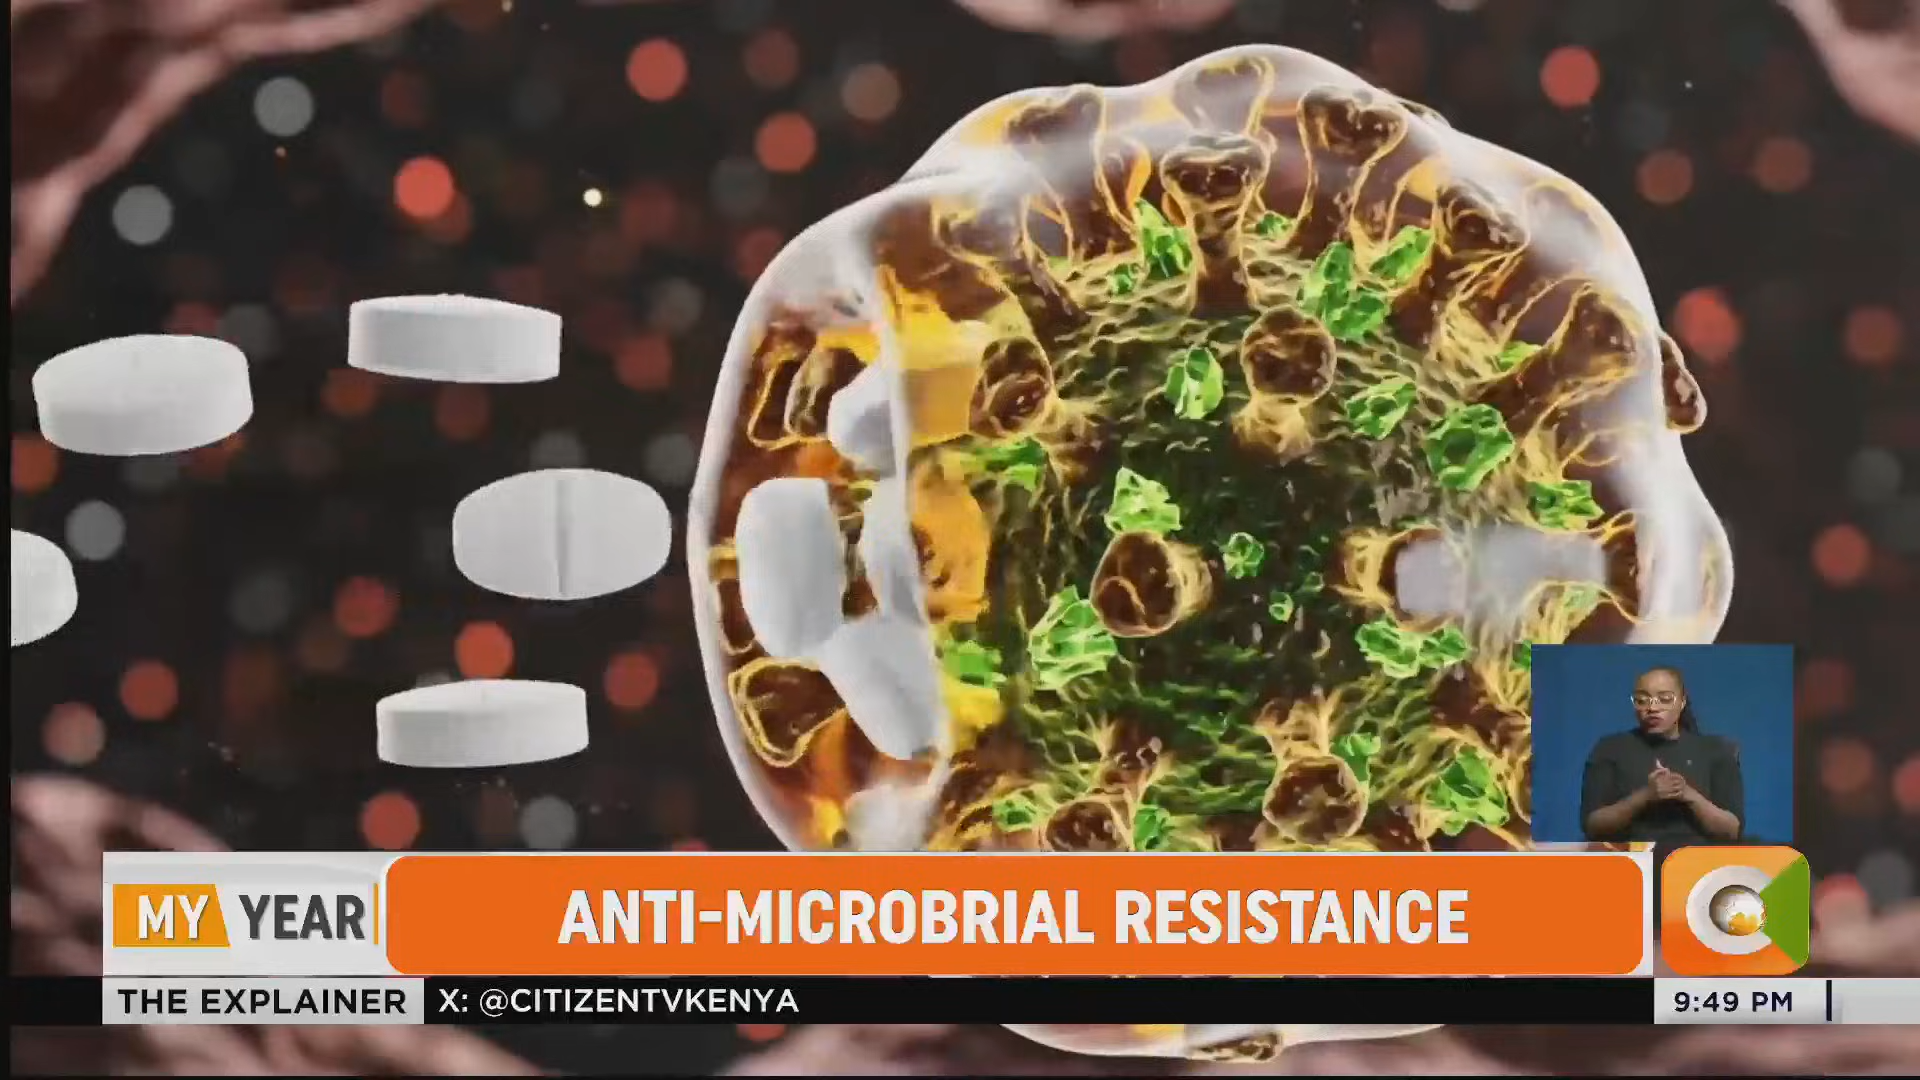 MY YEAR
ANTI-MICROBRIAL RESISTANCE
THE EXPLAINER
X: @CITIZENTVKENYA
9:49 PM